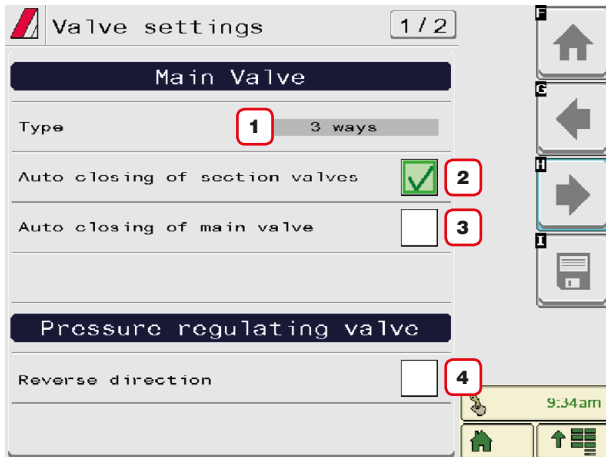 Valve settings 1/2
Main Valve
Type 1 3 ways
Auto closing of section valves 2
Auto closing of main valve 3
Pressure regulating valve
Reverse direction 4
F
G
H
I
9:34am